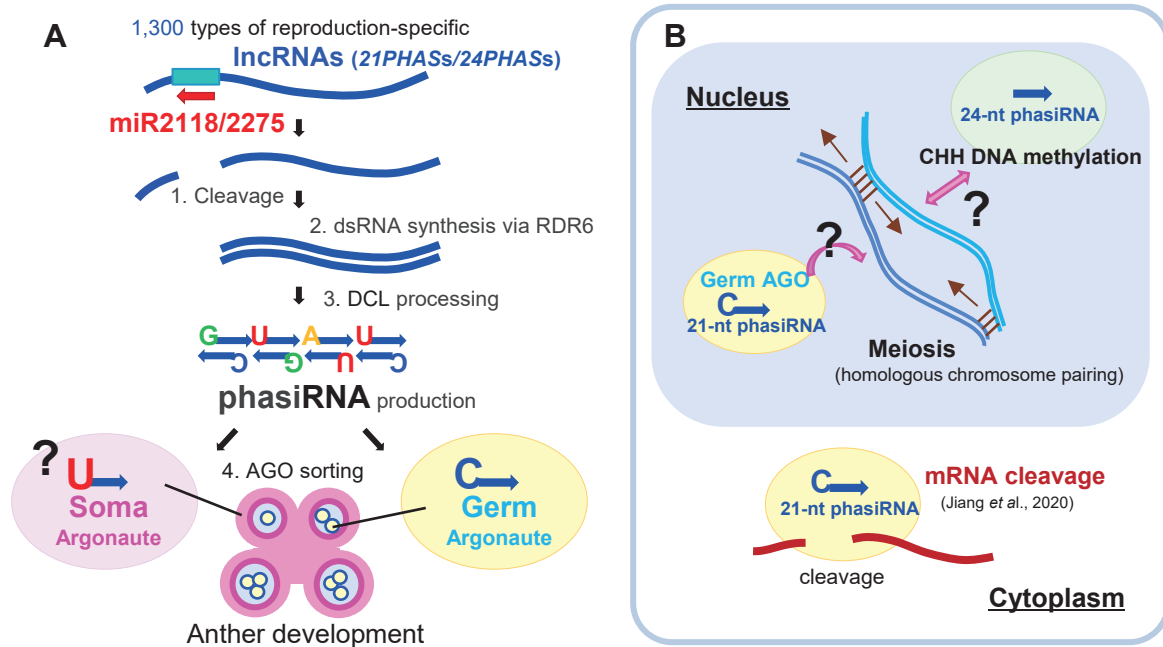 A
1,300 types of reproduction-specific
lncRNAs (21PHASs/24PHASs)
miR2118/2275
1. Cleavage
2. dsRNA synthesis via RDR6
3. DCL processing
G U A U
C G U C
phasiRNA production
4. AGO sorting
?
U
Soma
Argonaute
C
Germ
Argonaute
Anther development
B
Nucleus
24-nt phasiRNA
CHH DNA methylation
?
?
Germ AGO
C
21-nt phasiRNA
Meiosis
(homologous chromosome pairing)
C
21-nt phasiRNA
mRNA cleavage
(Jiang et al., 2020)
cleavage
Cytoplasm